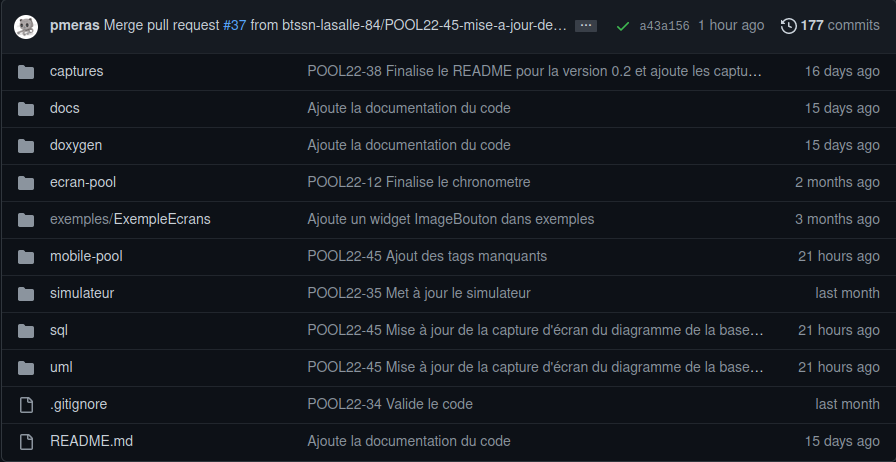 pmeras Merge pull request #37 from btssn-lasalle-84/POOL22-45-mise-a-jour-de… ... a43a156 1 hour ago 177 commits
captures POOL22-38 Finalise le README pour la version 0.2 et ajoute les captu… 16 days ago
docs Ajoute la documentation du code 15 days ago
doxygen Ajoute la documentation du code 15 days ago
ecran-pool POOL22-12 Finalise le chronometre 2 months ago
exemples/ExempleEcrans Ajoute un widget ImageBouton dans exemples 3 months ago
mobile-pool POOL22-45 Ajout des tags manquants 21 hours ago
simulateur POOL22-35 Met à jour le simulateur last month
sql POOL22-45 Mise à jour de la capture d'écran du diagramme de la base… 21 hours ago
uml POOL22-45 Mise à jour de la capture d'écran du diagramme de la base… 21 hours ago
.gitignore POOL22-34 Valide le code last month
README.md Ajoute la documentation du code 15 days ago